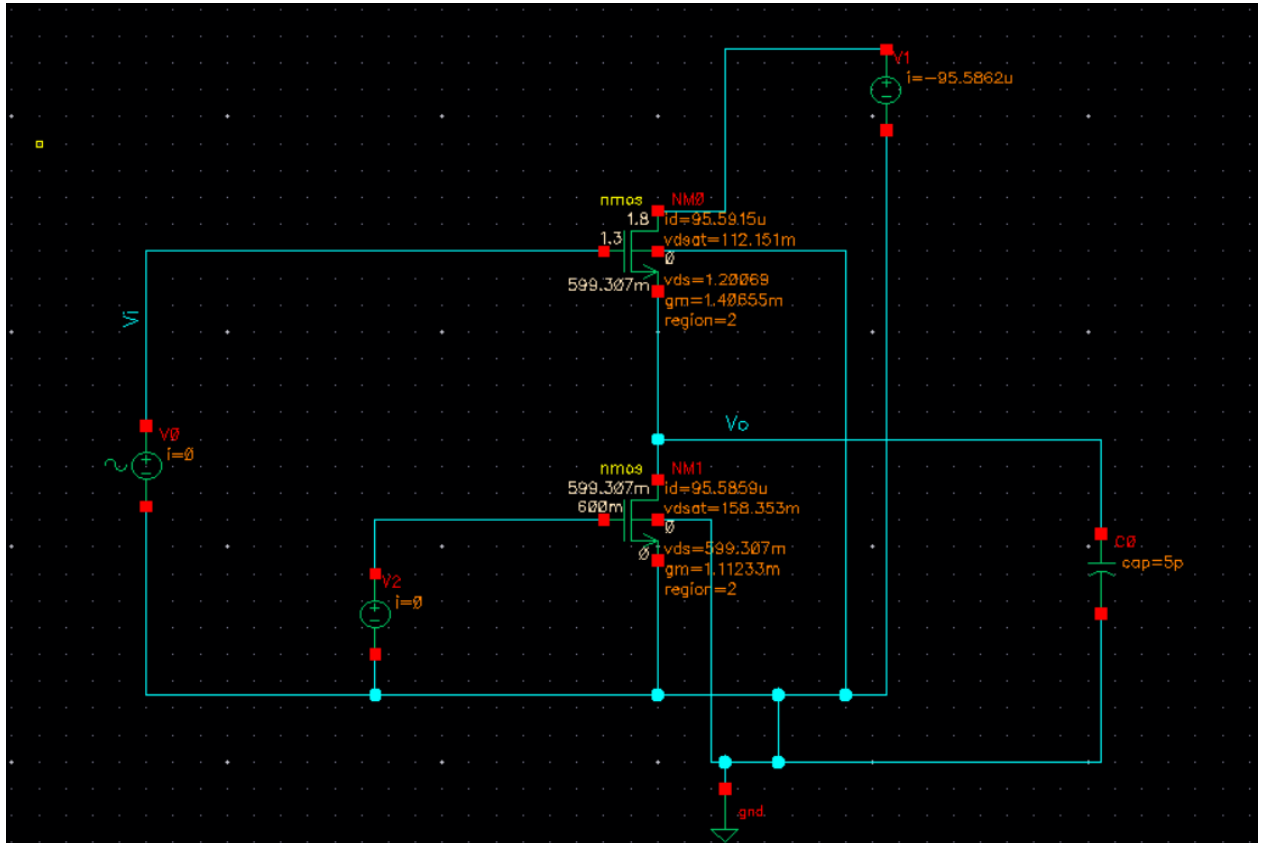 V1
i=-95.5862u
nmos NM0
1.8 id=95.5915u
vdsat=112.151m
1.3
0
599.307m
vds=1.20069
gm=1.40655m
region=2
Vi
V0
i=0
Vo
nmos NM1
599.307m id=95.5859u
600m vdsat=158.353m
0
0
vds=599.307m
gm=1.11233m
region=2
C0
cap=5p
V2
i=0
gnd